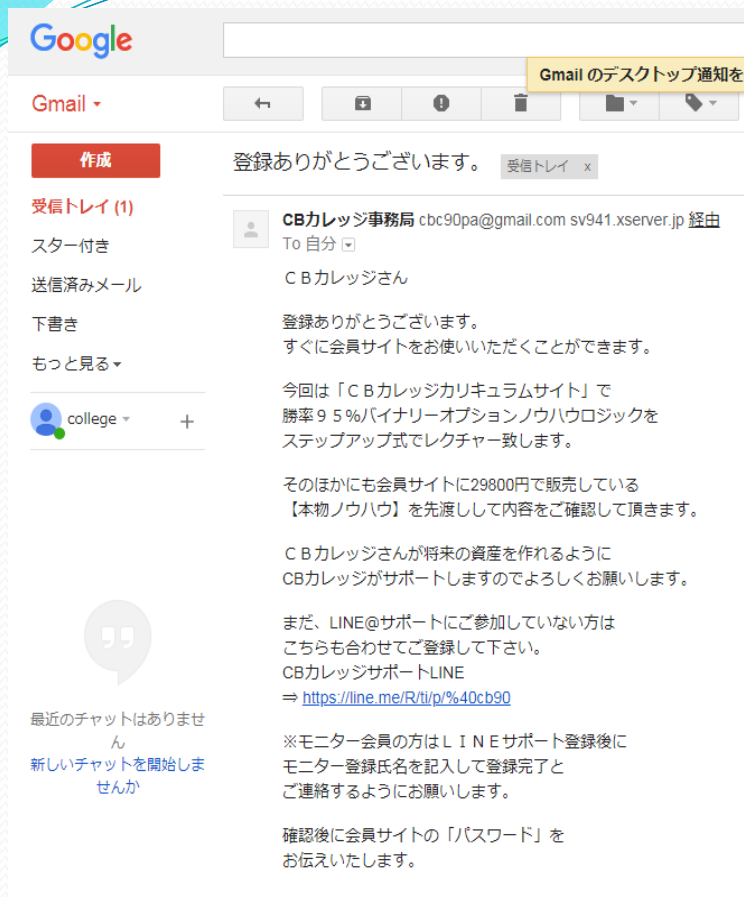 Google
Gmail のデスクトップ通知を
Gmail
作成
登録ありがとうございます。 受信トレイ x
受信トレイ (1)
スター付き
送信済みメール
下書き
もっと見る
college +
最近のチャットはありませ
ん
新しいチャットを開始しま
せんか
CBカレッジ事務局 cbc90pa@gmail.com sv941.xserver.jp 経由
To 自分
ＣＢカレッジさん
登録ありがとうございます。
すぐに会員サイトをお使いいただくことができます。
今回は「ＣＢカレッジカリキュラムサイト」で
勝率９５%バイナリーオプションノウハウロジックを
ステップアップ式でレクチャー致します。
そのほかにも会員サイトに29800円で販売している
【本物ノウハウ】を先渡しして内容をご確認して頂きます。
ＣＢカレッジさんが将来の資産を作れるように
CBカレッジがサポートしますのでよろしくお願いします。
まだ、LINE@サポートにご参加していない方は
こちらも合わせてご登録して下さい。
CBカレッジサポートLINE
⇒ https://line.me/R/ti/p/%40cb90
※モニター会員の方はＬＩＮＥサポート登録後に
モニター登録氏名を記入して登録完了と
ご連絡するようにお願いします。
確認後に会員サイトの「パスワード」を
お伝えいたします。